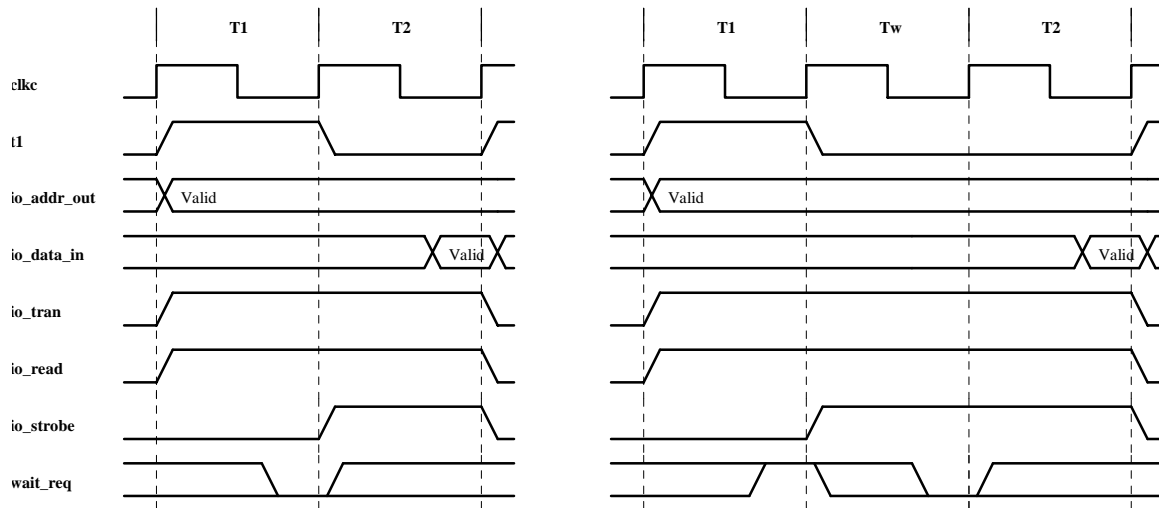 T1 T2 T1 Tw T2
clkc
t1
io_addr_out Valid Valid
io_data_in Valid Valid
io_tran
io_read
io_strobe
wait_req